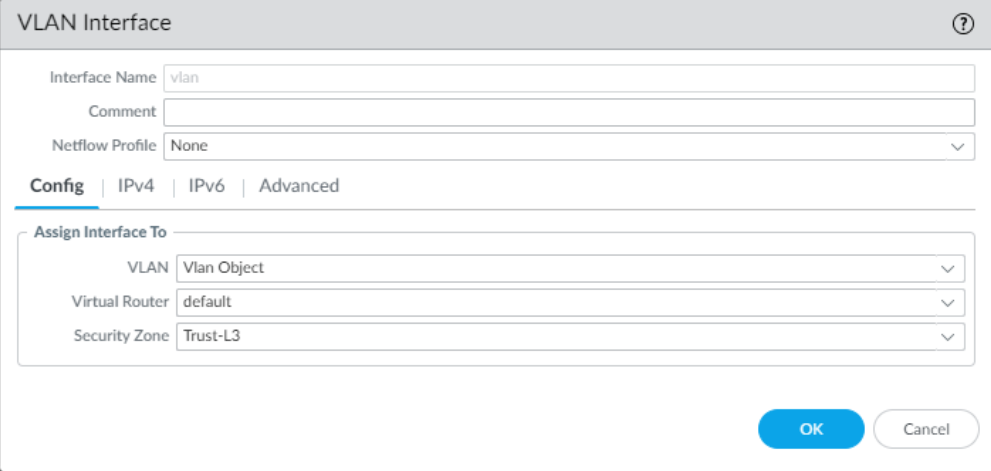 VLAN Interface ?
Interface Name vlan
Comment
Netflow Profile None
Config | IPv4 | IPv6 | Advanced
Assign Interface To
VLAN Vlan Object
Virtual Router default
Security Zone Trust-L3
OK Cancel